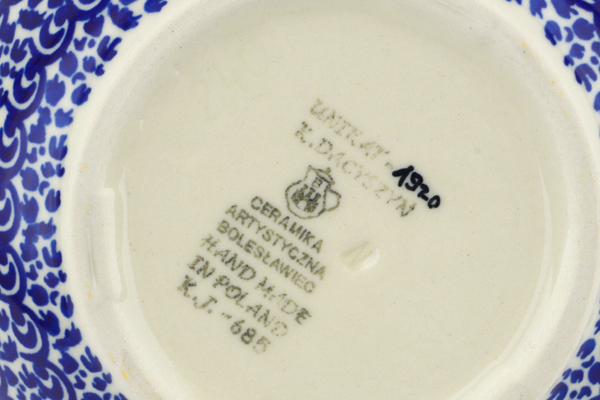 UNIKAT - 1920
K. DACYSZYN
CERAMIKA
ARTYSTYCZNA
BOLESŁAWIEC
HAND MADE
IN POLAND
K.J. -685